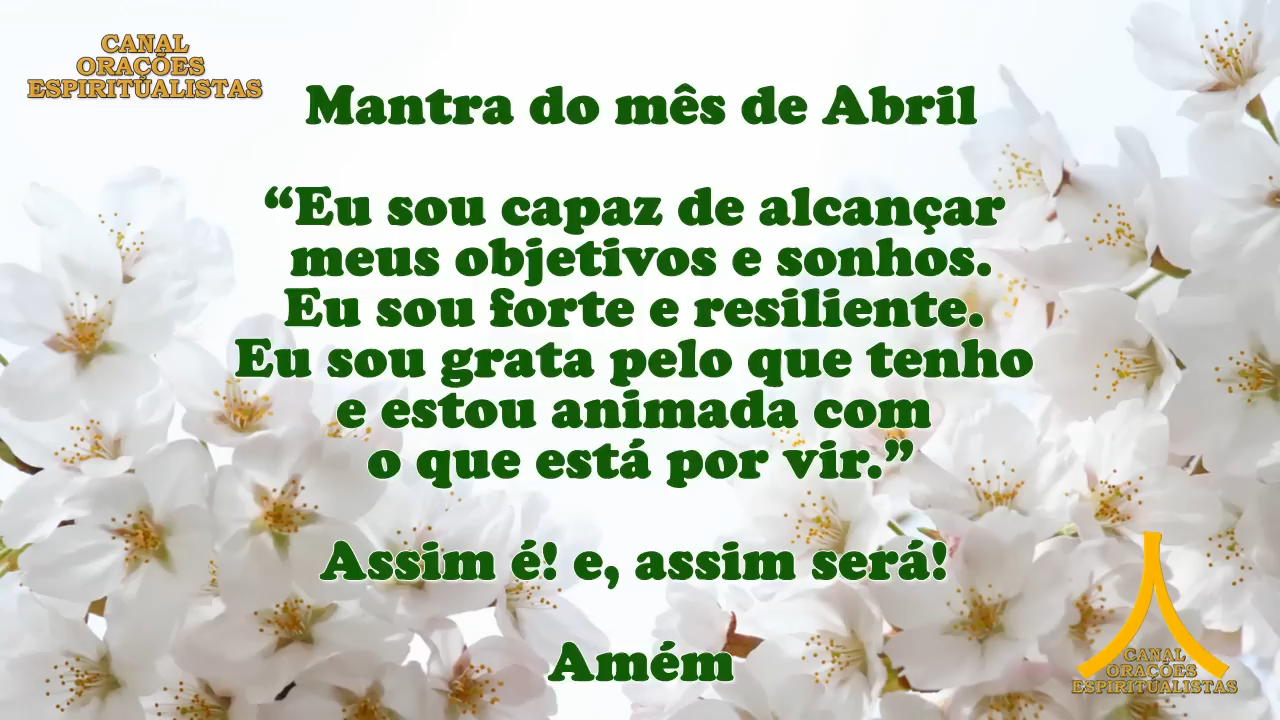 CANAL
ORAÇÕES
ESPIRITUALISTAS
Mantra do mês de Abril
“Eu sou capaz de alcançar
meus objetivos e sonhos.
Eu sou forte e resiliente.
Eu sou grata pelo que tenho
e estou animada com
o que está por vir.”
Assim é! e, assim será!
Amém
CANAL
ORAÇÕES
ESPIRITUALISTAS